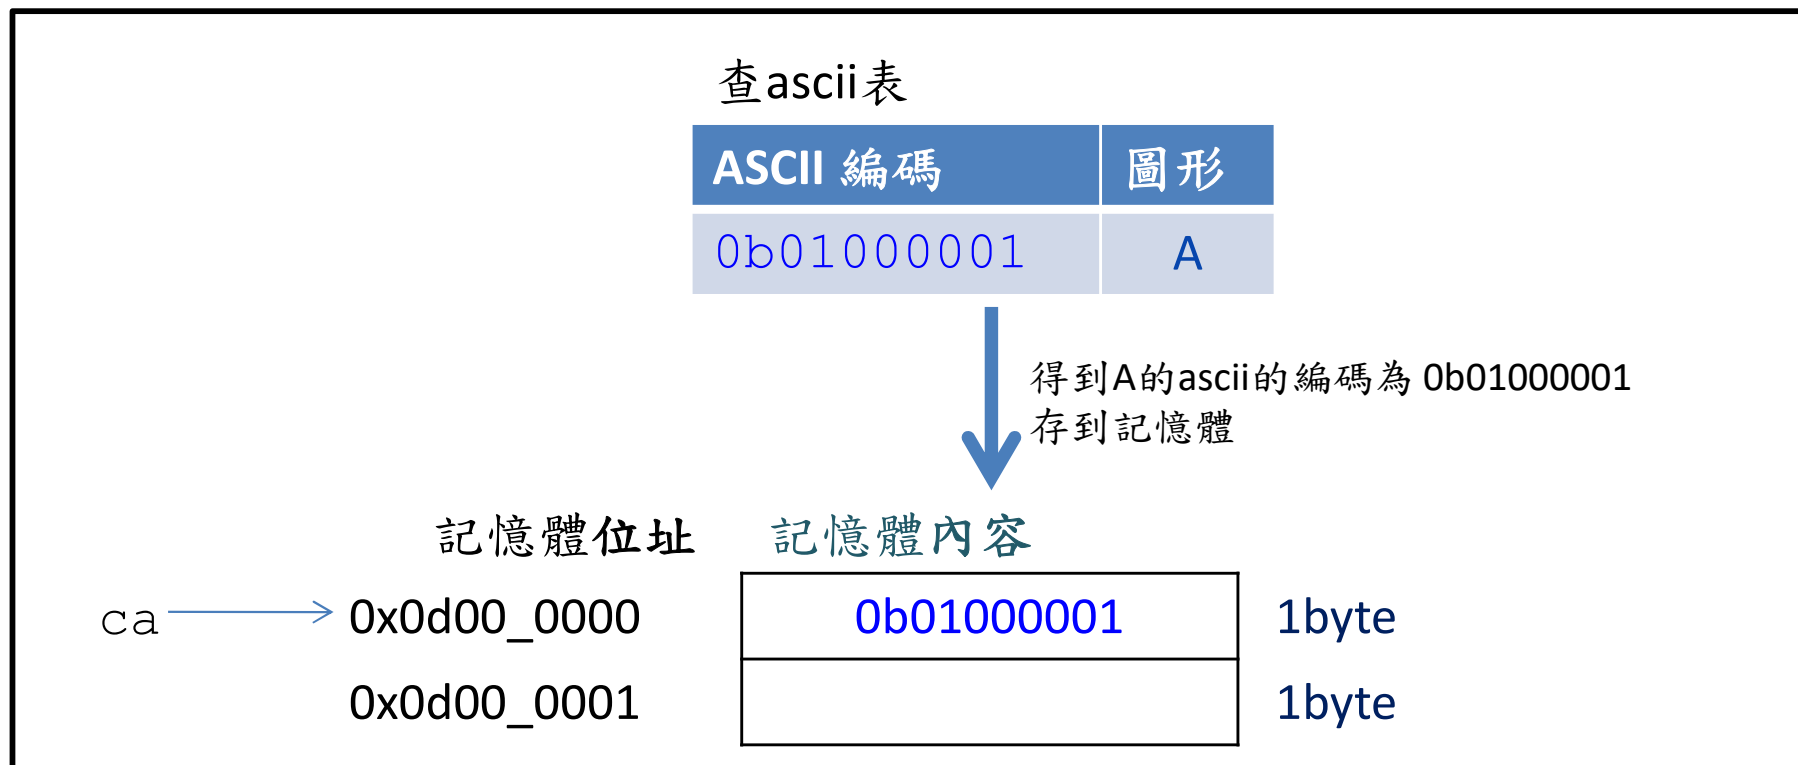 查ascii表
ASCII 編碼 圖形
0b01000001 A
得到A的ascii的編碼為 0b01000001
存到記憶體
記憶體位址 記憶體內容
ca 0x0d00_0000 0b01000001 1byte
0x0d00_0001 1byte